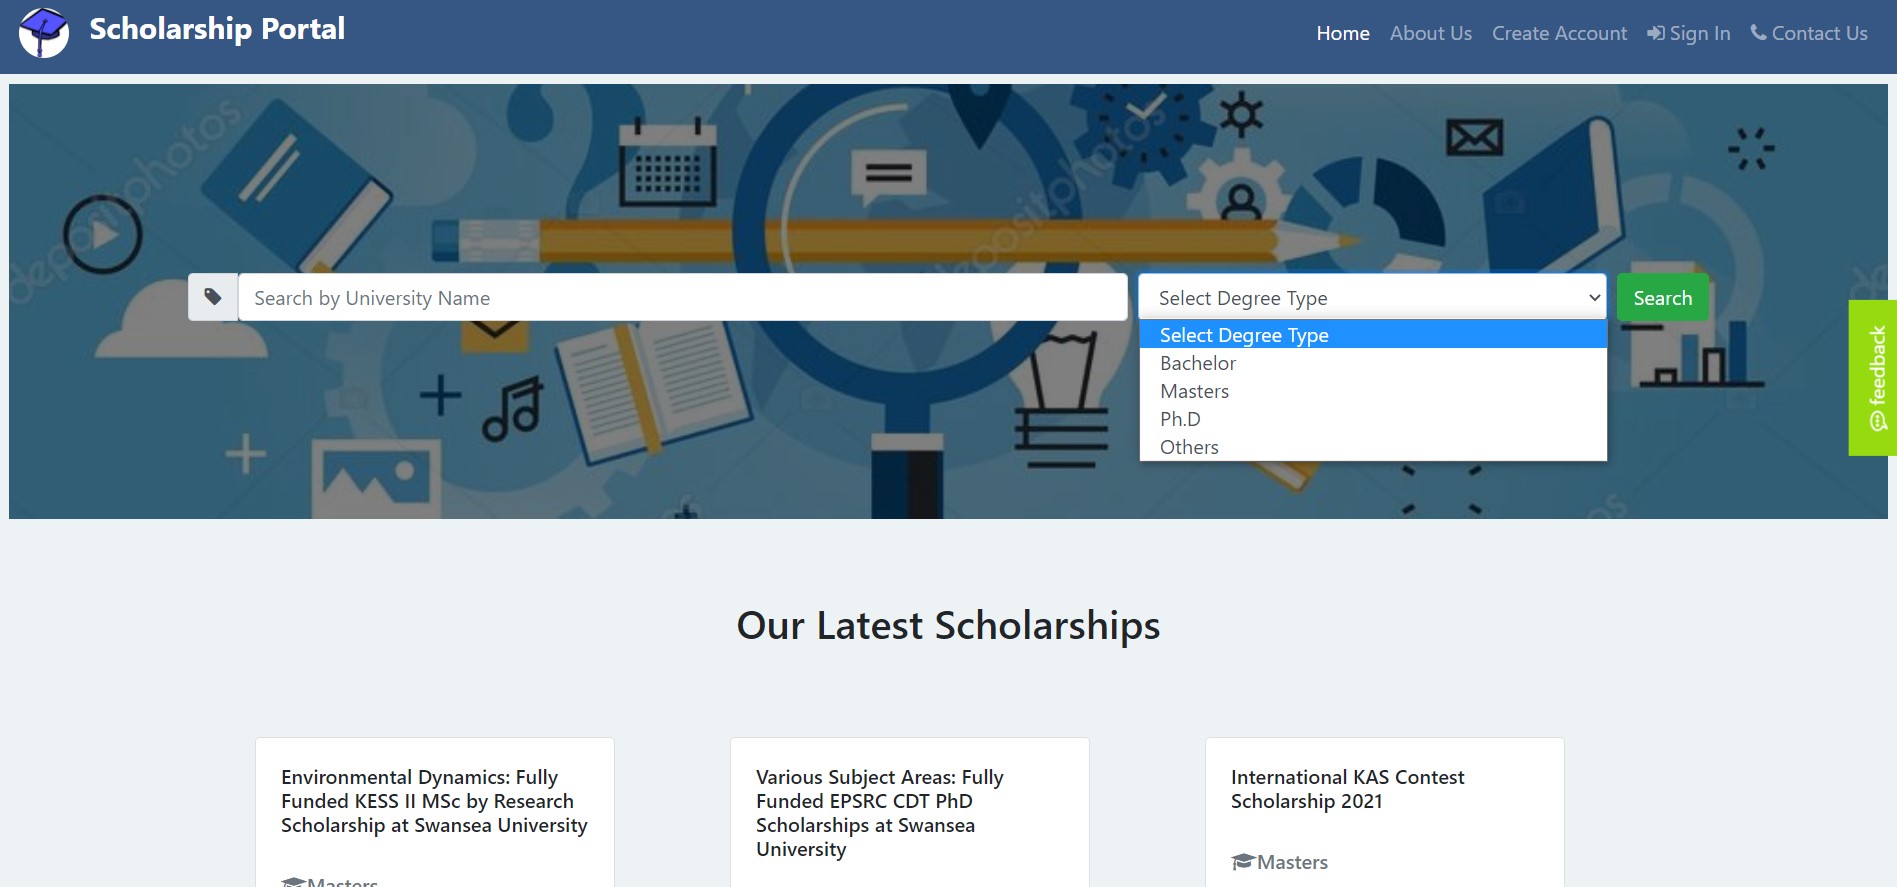 Scholarship Portal
Home About Us Create Account Sign In Contact Us
depositphotos
depositphotos
Search by University Name
Select Degree Type
Search
Select Degree Type
Bachelor
Masters
Ph.D
Others
feedback
Our Latest Scholarships
Environmental Dynamics: Fully
Funded KESS II MSc by Research
Scholarship at Swansea University
Masters
Various Subject Areas: Fully
Funded EPSRC CDT PhD
Scholarships at Swansea
University
International KAS Contest
Scholarship 2021
Masters